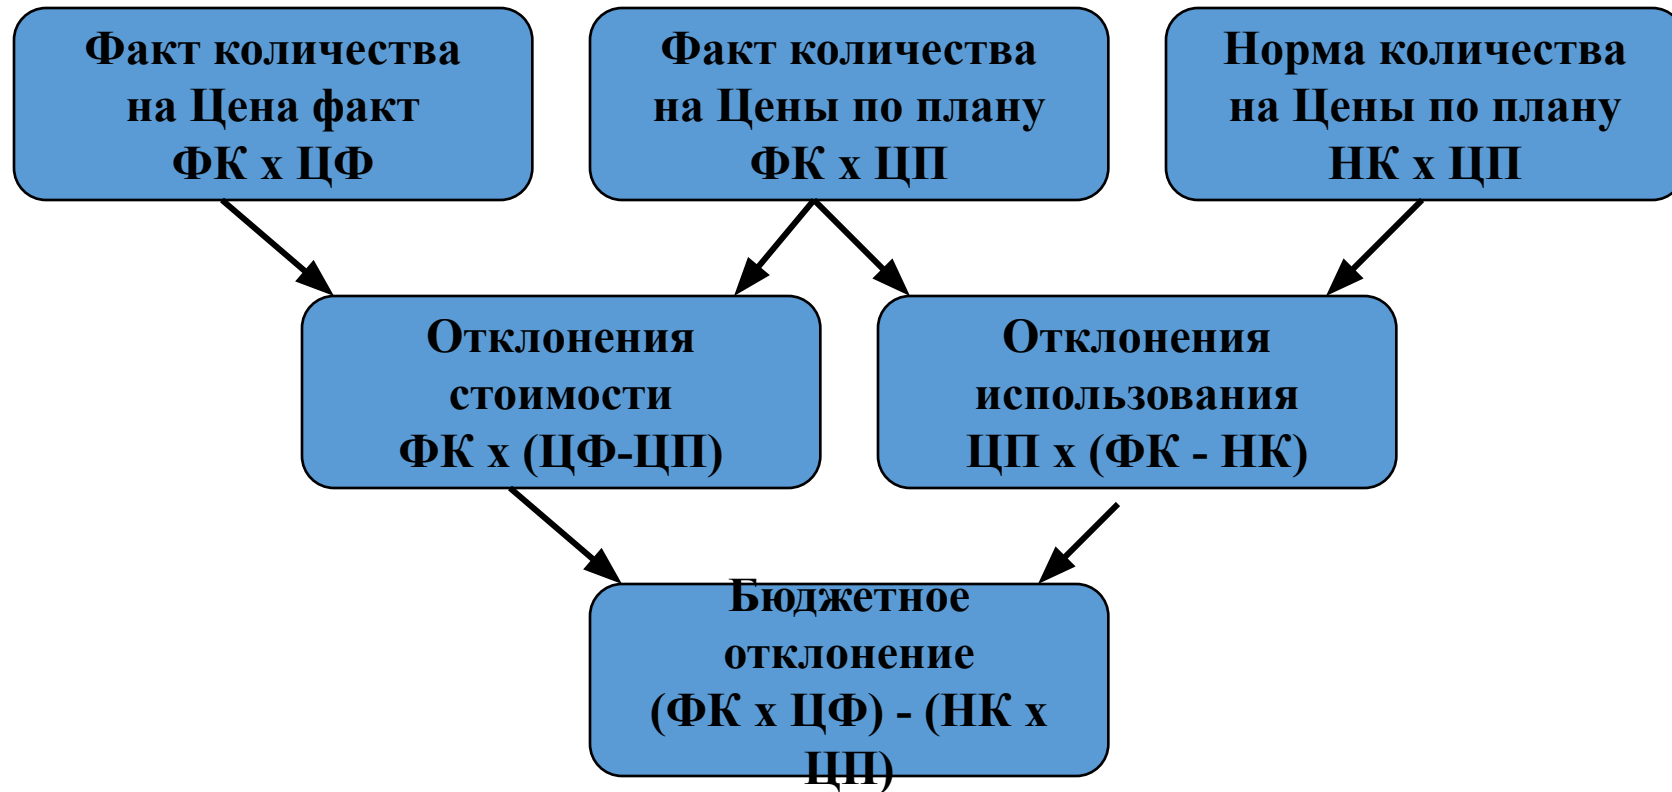 Факт количества
на Цена факт
ФК х ЦФ
Факт количества
на Цены по плану
ФК х ЦП
Норма количества
на Цены по плану
НК х ЦП
Отклонения
стоимости
ФК х (ЦФ-ЦП)
Отклонения
использования
ЦП х (ФК - НК)
Бюджетное
отклонение
(ФК х ЦФ) - (НК х
ЦП)